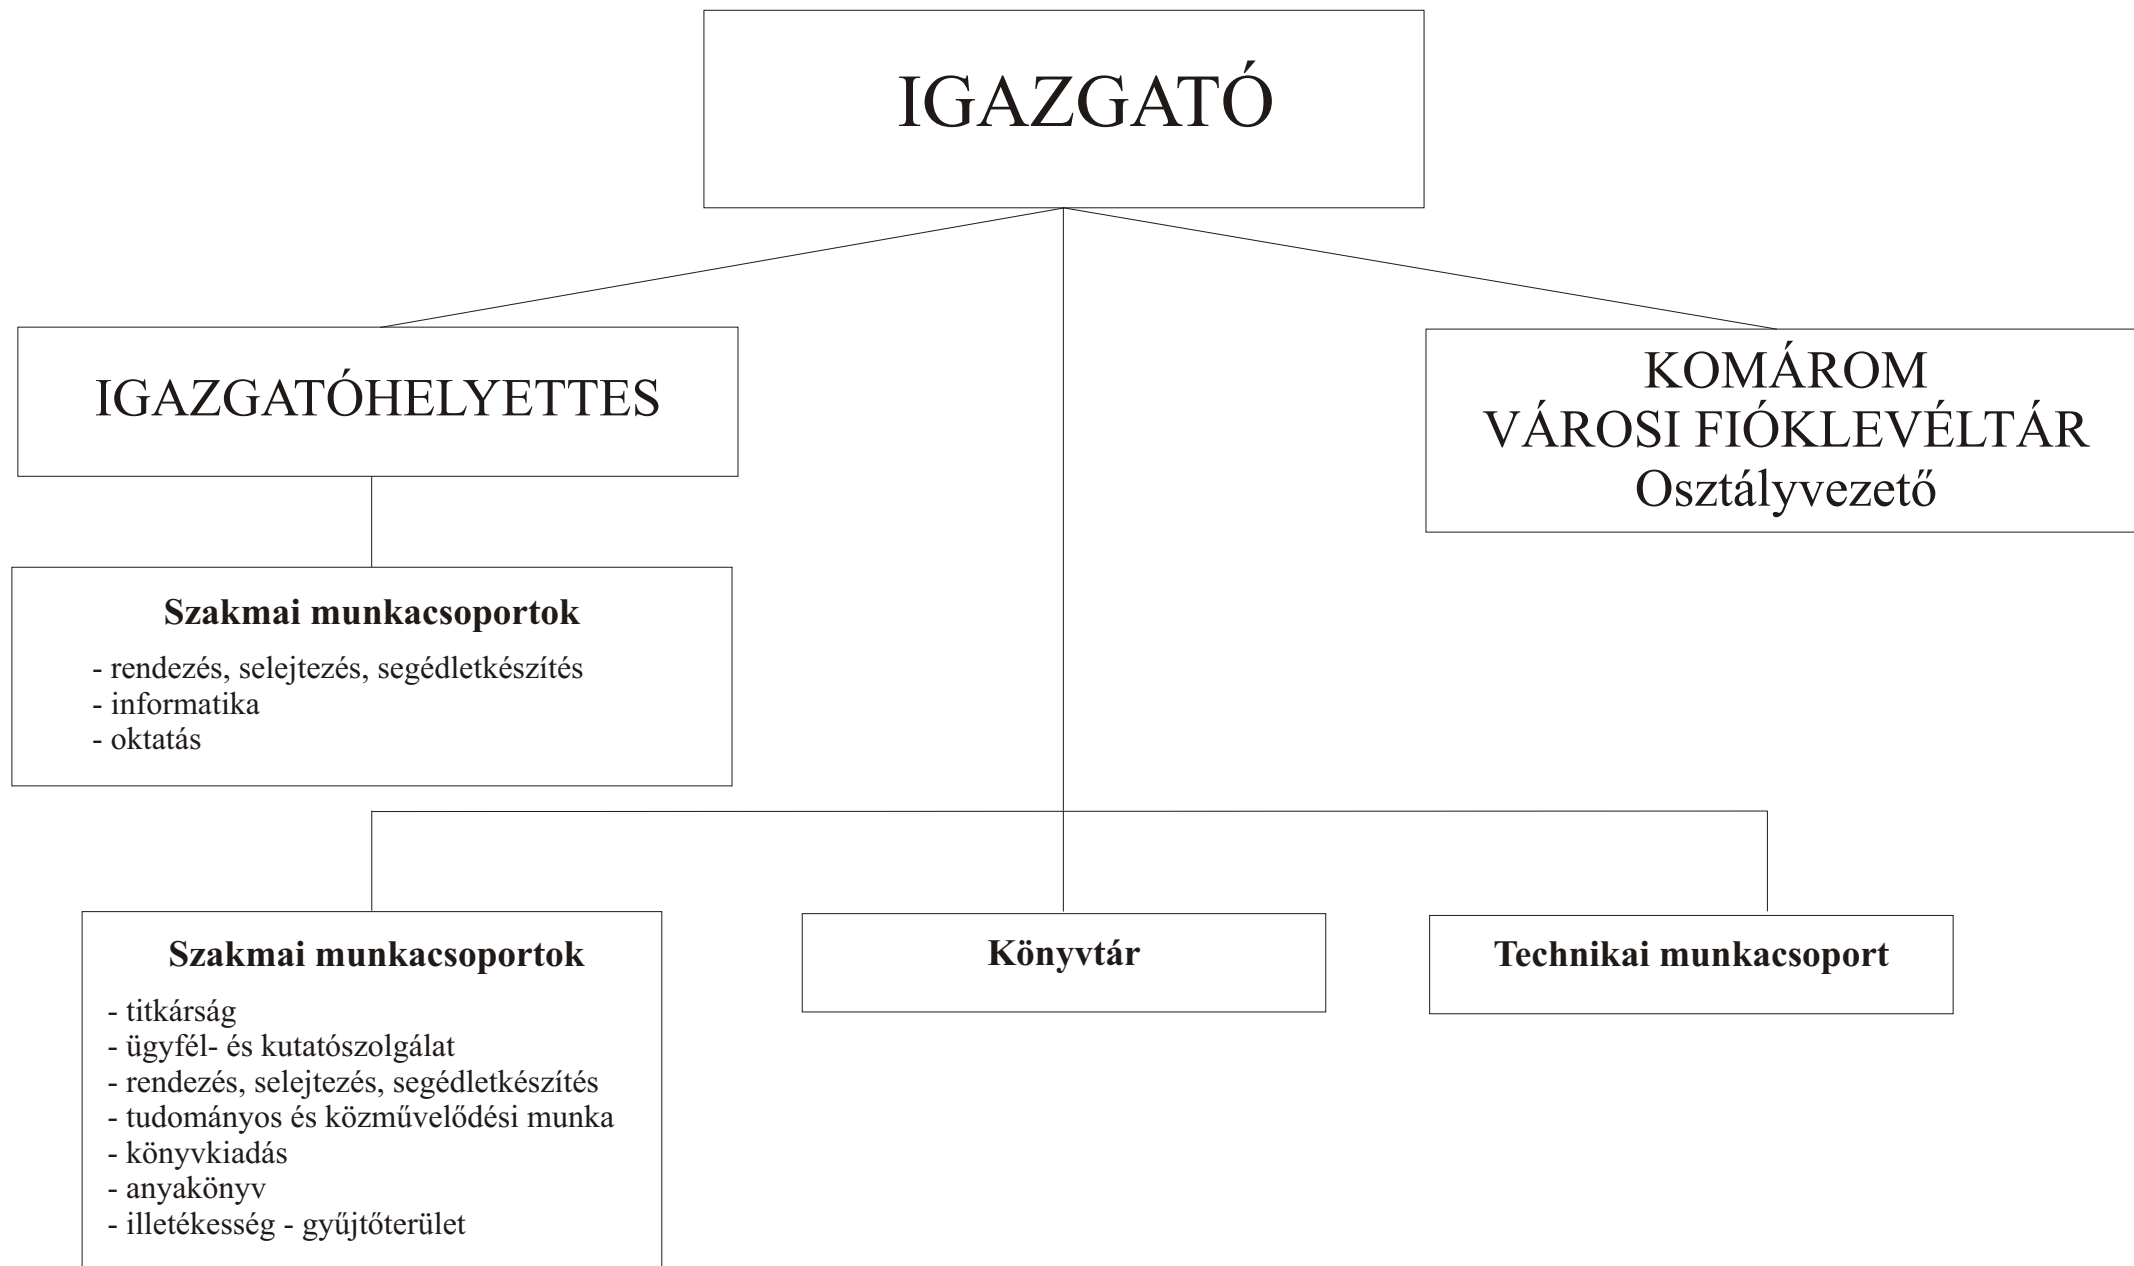 IGAZGATÓ
IGAZGATÓHELYETTES
KOMÁROM
VÁROSI FIÓKLEVÉLTÁR
Osztályvezető
Szakmai munkacsoportok
- rendezés, selejtezés, segédletkészítés
- informatika
- oktatás
Szakmai munkacsoportok
- titkárság
- ügyfél- és kutatószolgálat
- rendezés, selejtezés, segédletkészítés
- tudományos és közművelődési munka
- könyvkiadás
- anyakönyv
- illetékesség - gyűjtőterület
Könyvtár
Technikai munkacsoport